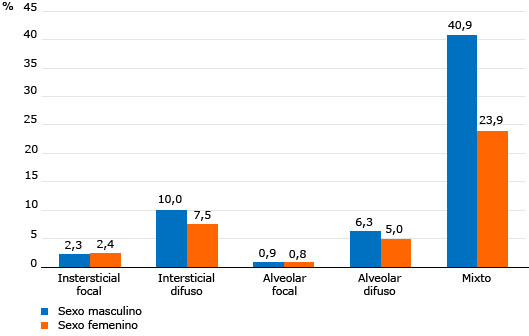 %
45
40
35
30
25
20
15
10
5
0
2,3 2,4
10,0 7,5
0,9 0,8
6,3 5,0
40,9 23,9
Instersticial focal
Intersticial difuso
Alveolar focal
Alveolar difuso
Mixto
Sexo masculino
Sexo femenino